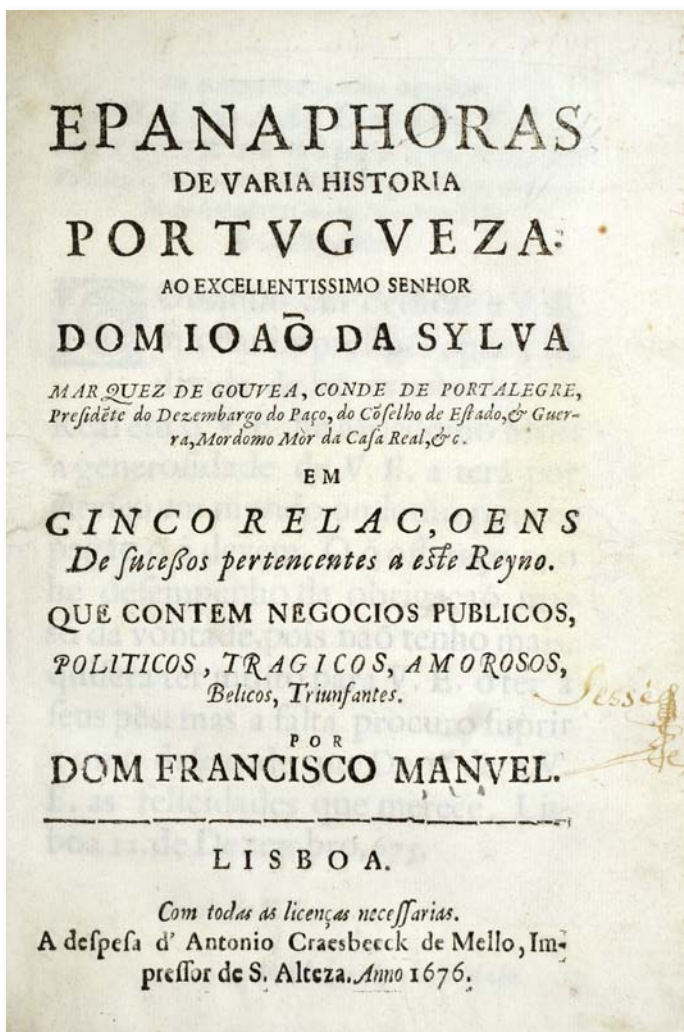 EPANAPHORAS
DE VARIA HISTORIA
PORTVGVEZA:
AO EXCELLENTISSIMO SENHOR
DOM IOAÕ DA SYLVA
MARQUEZ DE GOUVEA, CONDE DE PORTALEGRE,
Preſidẽte do Dezembargo do Paço, do Cõſelho de Eſtado, & Guer-
ra, Mordomo Mòr da Caſa Real, &c.
EM
CINCO RELAC,OENS
De ſuceßos pertencentes a eſte Reyno.
QUE CONTEM NEGOCIOS PUBLICOS,
POLITICOS, TRAGICOS, AMOROSOS,
Belicos, Triunfantes.
POR
DOM FRANCISCO MANVEL.
LISBOA.
Com todas as licenças neceſſarias.
A deſpeſa d' Antonio Craesbeeck de Mello, Im-
preſſor de S. Alteza. Anno 1676.